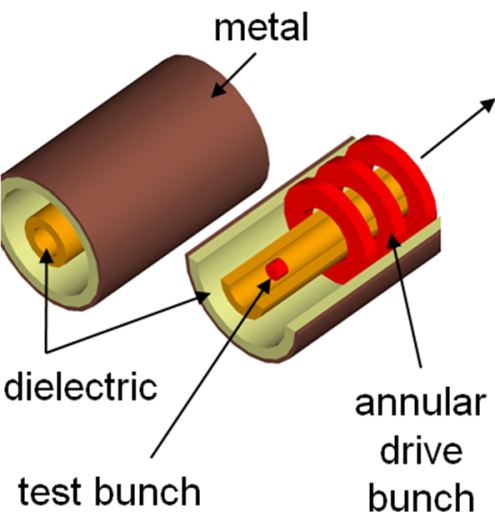 metal
dielectric
test bunch
annular
drive
bunch